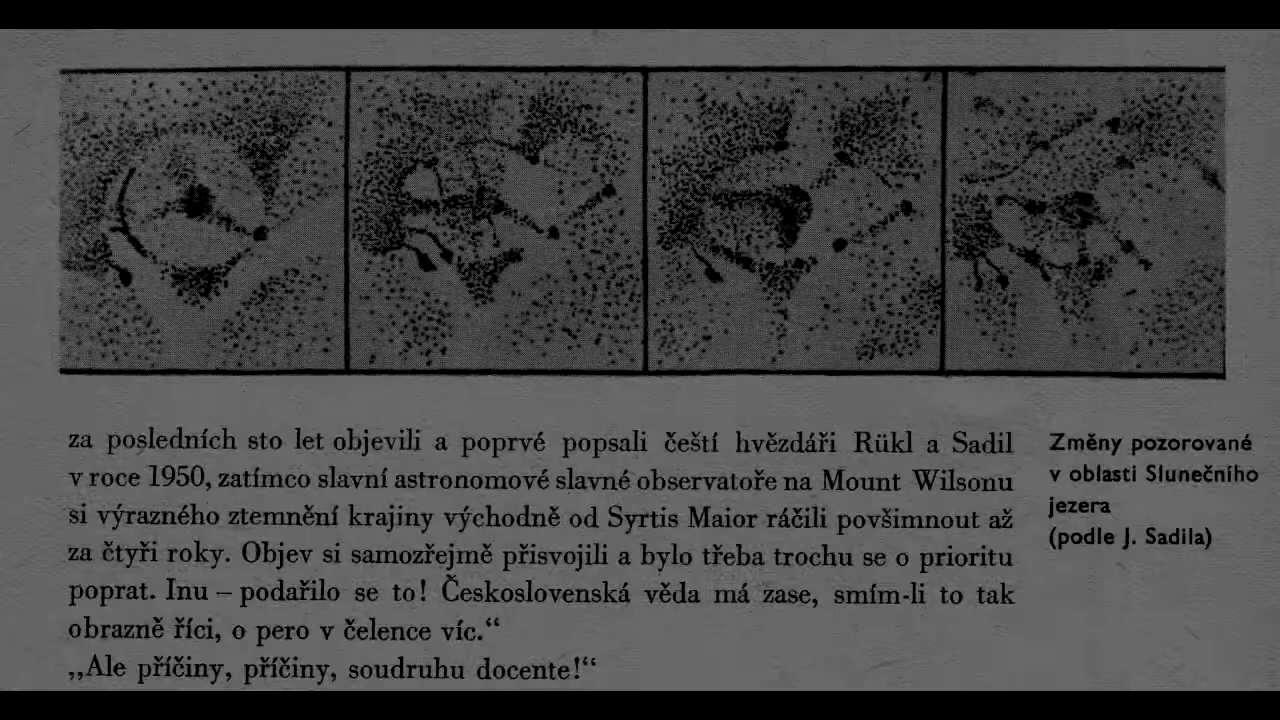 za posledních sto let objevili a poprvé popsali čeští hvězdáři Rükl a Sadil
v roce 1950, zatímco slavní astronomové slavné observatoře na Mount Wilsonu
si výrazného ztemnění krajiny východně od Syrtis Maior ráčili povšimnout až
za čtyři roky. Objev si samozřejmě přisvojili a bylo třeba trochu se o prioritu
poprat. Inu – podařilo se to! Československá věda má zase, smím-li to tak
obrazně říci, o pero v čelence víc.“
„Ale příčiny, příčiny, soudruhu docente!“
Změny pozorované
v oblasti Slunečního
jezera
(podle J. Sadila)